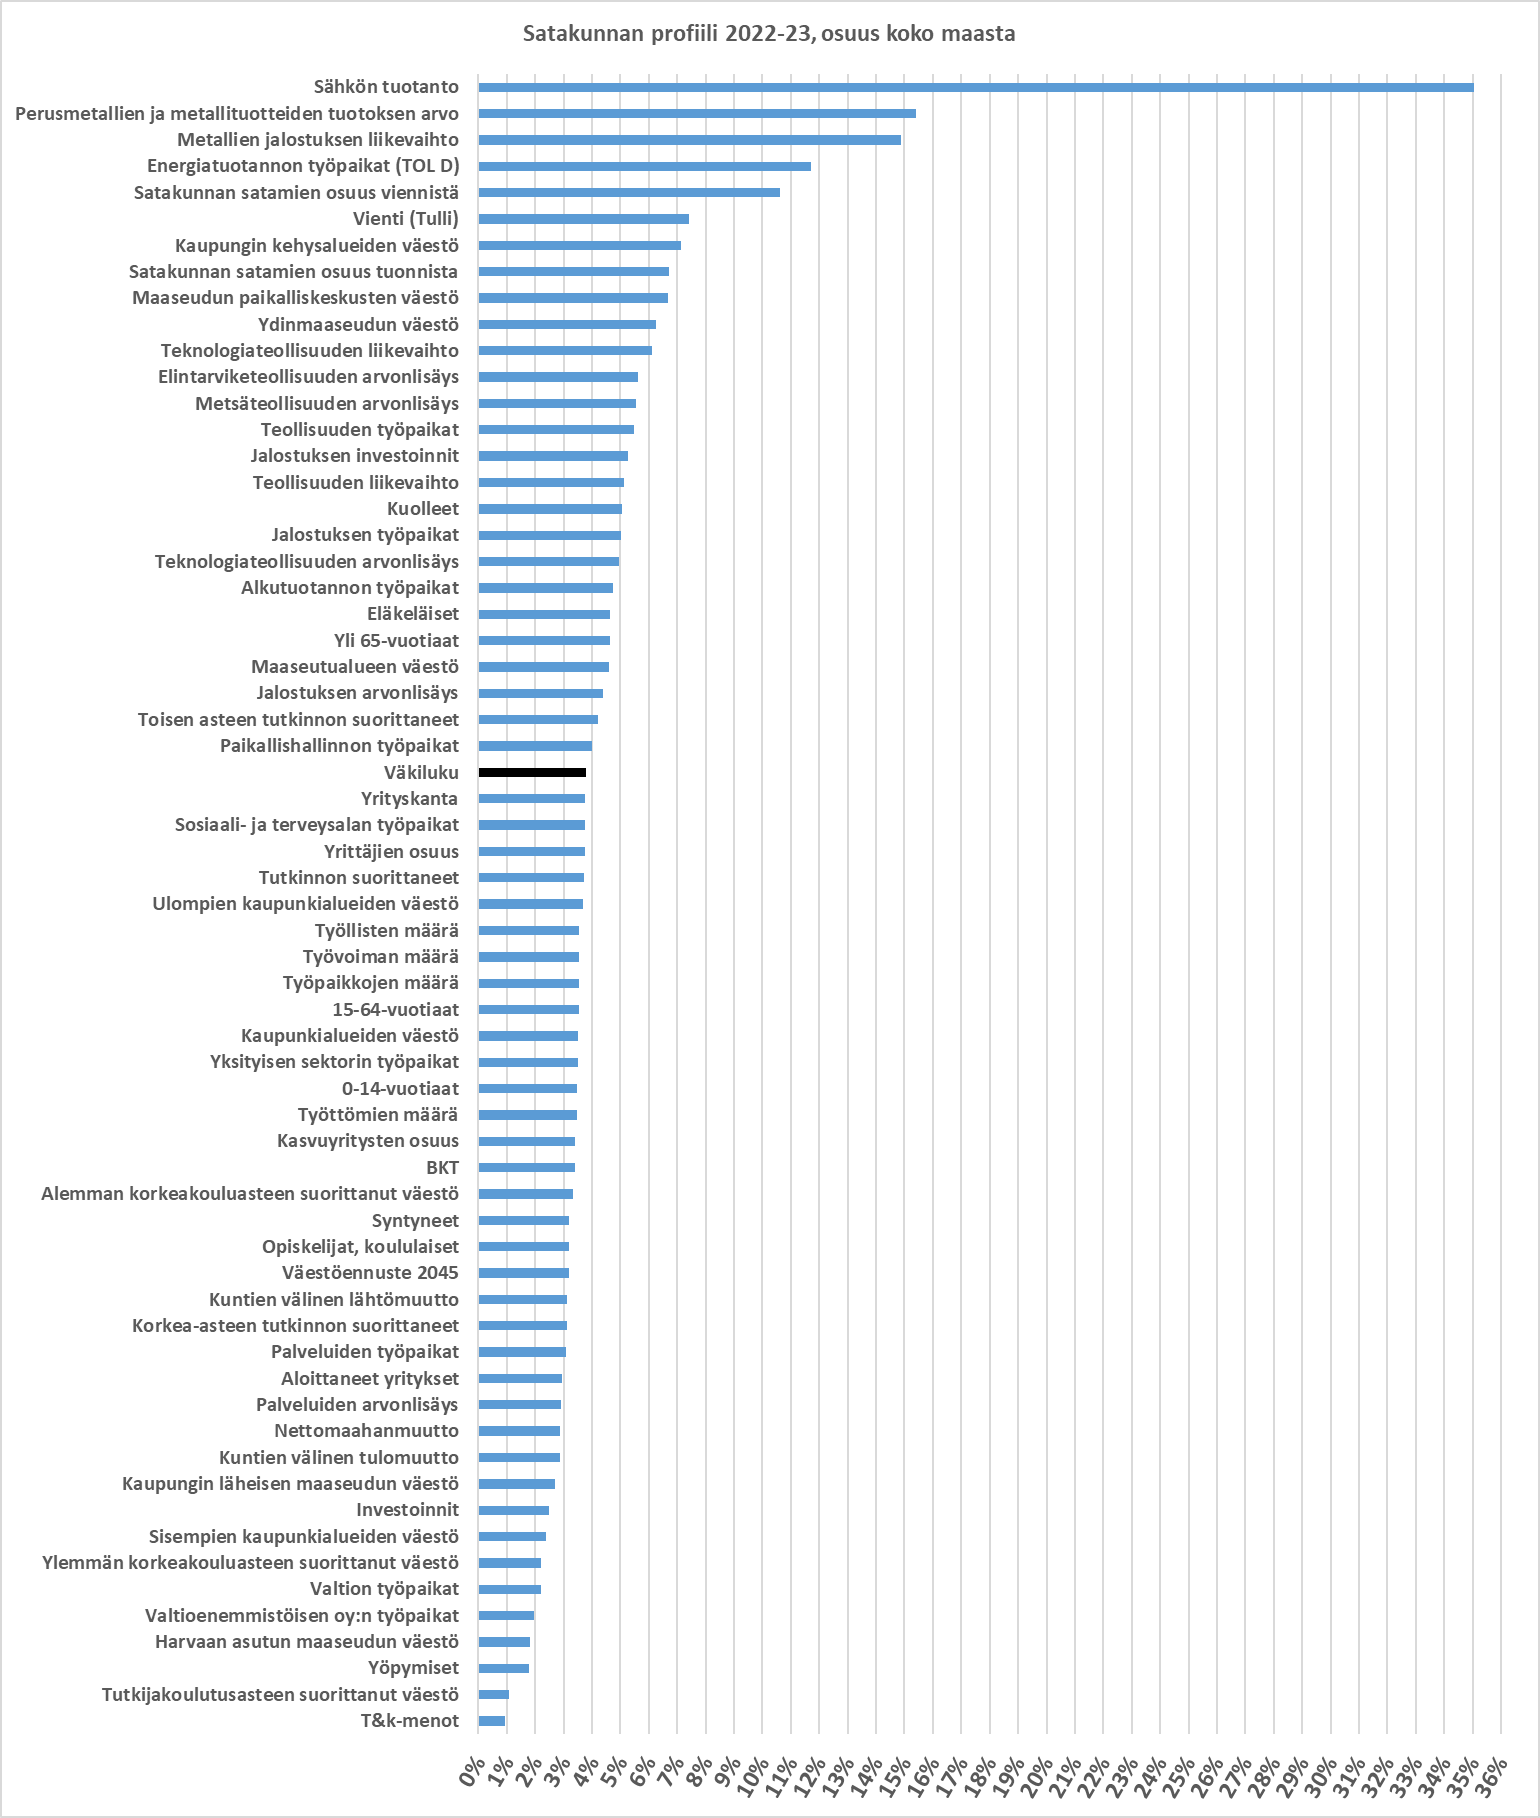 Satakunnan profiili 2022-23, osuus koko maasta
Sähkön tuotanto
Perusmetallien ja metallituotteiden tuotoksen arvo
Metallien jalostuksen liikevaihto
Energiatuotannon työpaikat (TOL D)
Satakunnan satamien osuus viennistä
Vienti (Tulli)
Kaupungin kehysalueiden väestö
Satakunnan satamien osuus tuonnista
Maaseudun paikalliskeskusten väestö
Ydinmaaseudun väestö
Teknologiateollisuuden liikevaihto
Elintarviketeollisuuden arvonlisäys
Metsäteollisuuden arvonlisäys
Teollisuuden työpaikat
Jalostuksen investoinnit
Teollisuuden liikevaihto
Kuolleet
Jalostuksen työpaikat
Teknologiateollisuuden arvonlisäys
Alkutuotannon työpaikat
Eläkeläiset
Yli 65-vuotiaat
Maaseutualueen väestö
Jalostuksen arvonlisäys
Toisen asteen tutkinnon suorittaneet
Paikallishallinnon työpaikat
Väkiluku
Yrityskanta
Sosiaali- ja terveysalan työpaikat
Yrittäjien osuus
Tutkinnon suorittaneet
Ulompien kaupunkialueiden väestö
Työllisten määrä
Työvoiman määrä
Työpaikkojen määrä
15-64-vuotiaat
Kaupunkialueiden väestö
Yksityisen sektorin työpaikat
0-14-vuotiaat
Työttömien määrä
Kasvuyritysten osuus
BKT
Alemman korkeakouluasteen suorittanut väestö
Syntyneet
Opiskelijat, koululaiset
Väestöennuste 2045
Kuntien välinen lähtömuutto
Korkea-asteen tutkinnon suorittaneet
Palveluiden työpaikat
Aloittaneet yritykset
Palveluiden arvonlisäys
Nettomaahanmuutto
Kuntien välinen tulomuutto
Kaupungin läheisen maaseudun väestö
Investoinnit
Sisempien kaupunkialueiden väestö
Ylemmän korkeakouluasteen suorittanut väestö
Valtion työpaikat
Valtioenemmistöisen oy:n työpaikat
Harvaan asutun maaseudun väestö
Yöpymiset
Tutkijakoulutusasteen suorittanut väestö
T&k-menot
0% 1% 2% 3% 4% 5% 6% 7% 8% 9% 10% 11% 12% 13% 14% 15% 16% 17% 18% 19% 20% 21% 22% 23% 24% 25% 26% 27% 28% 29% 30% 31% 32% 33% 34% 35% 36%